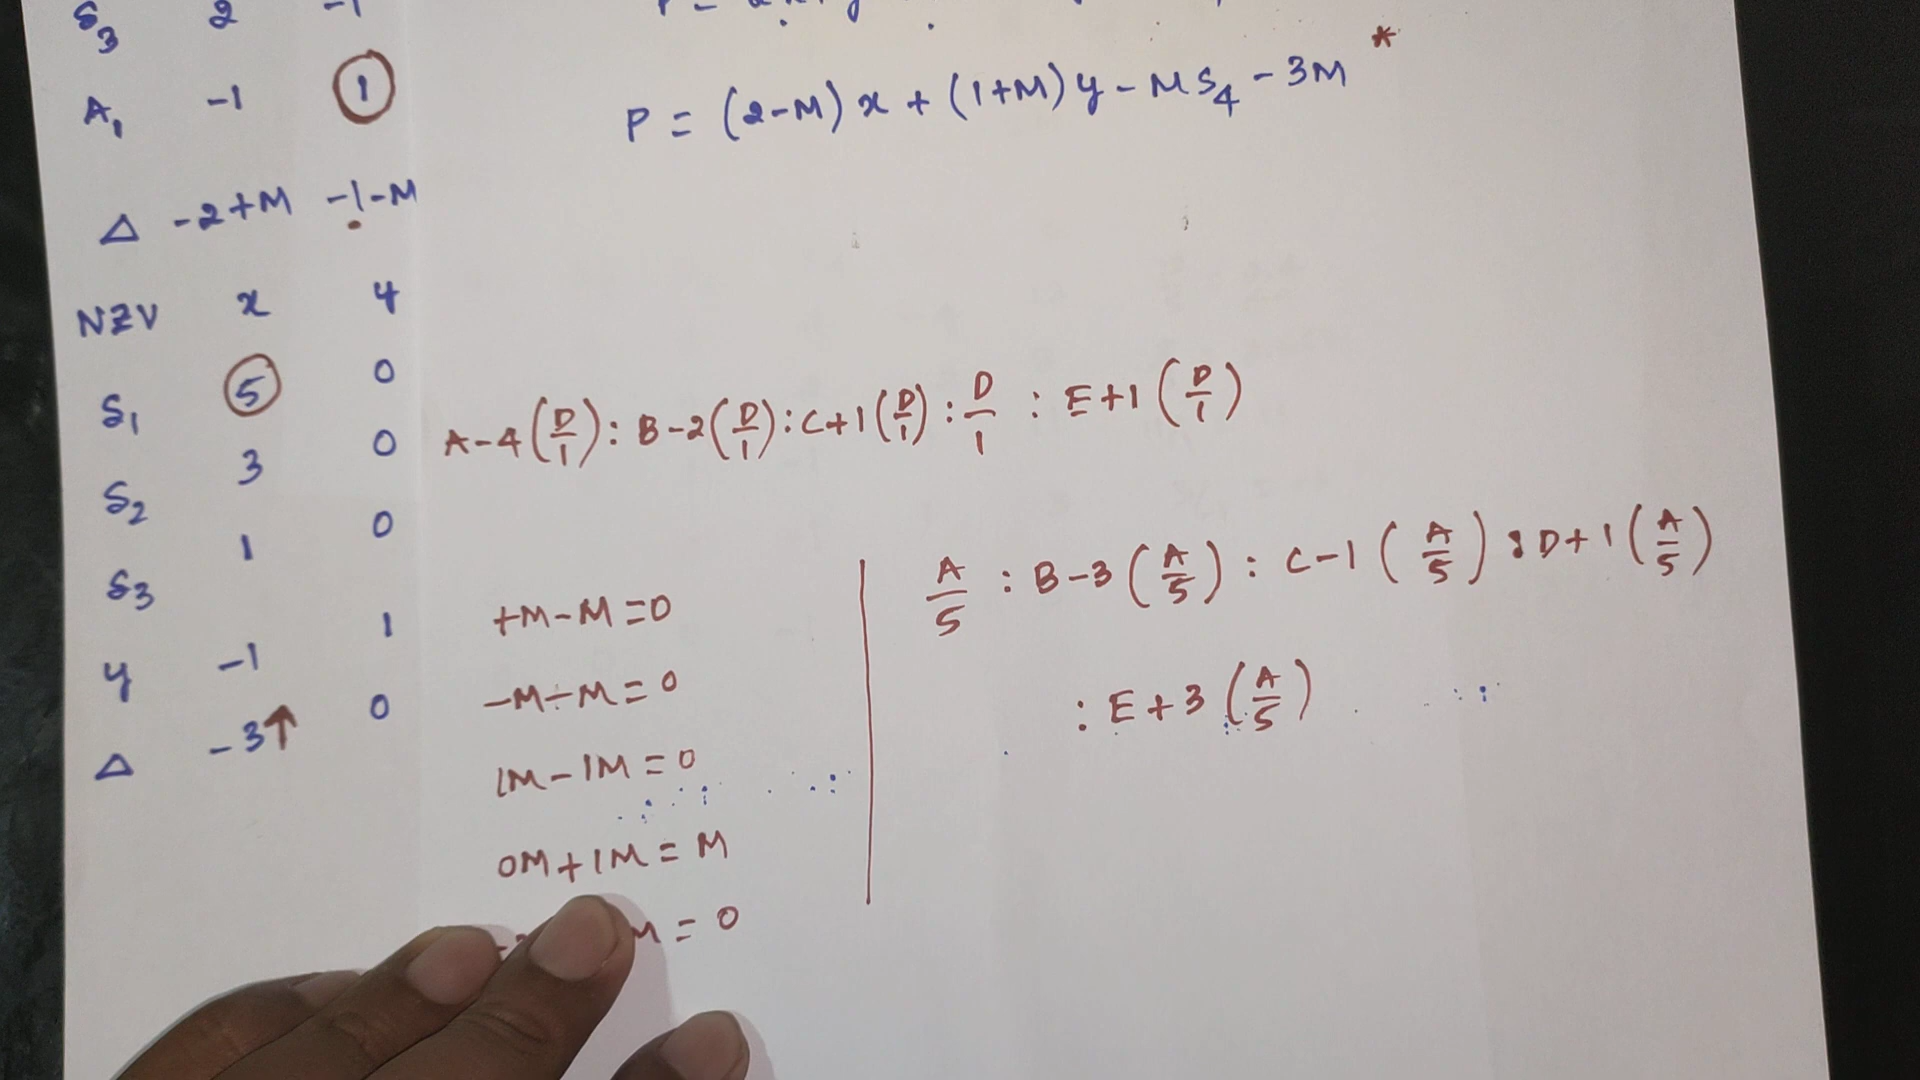 S3 2 -1
A1 -1 1
P = (2-M) x + (1+M) y - M S4 - 3M *
Δ -2+M -1-M
NZV x y
S1 5 0
S2 3 0
S3 1 0
y -1 1
Δ -3↑ 0
A-4(D/1) : B-2(D/1) : C+1(D/1) : D/1 : E+1(D/1)
+M-M=0
-M+M=0
1M-1M=0
0M+1M=M
M=0
A/5 : B-3(A/5) : C-1(A/5) : D+1(A/5)
: E+3(A/5)